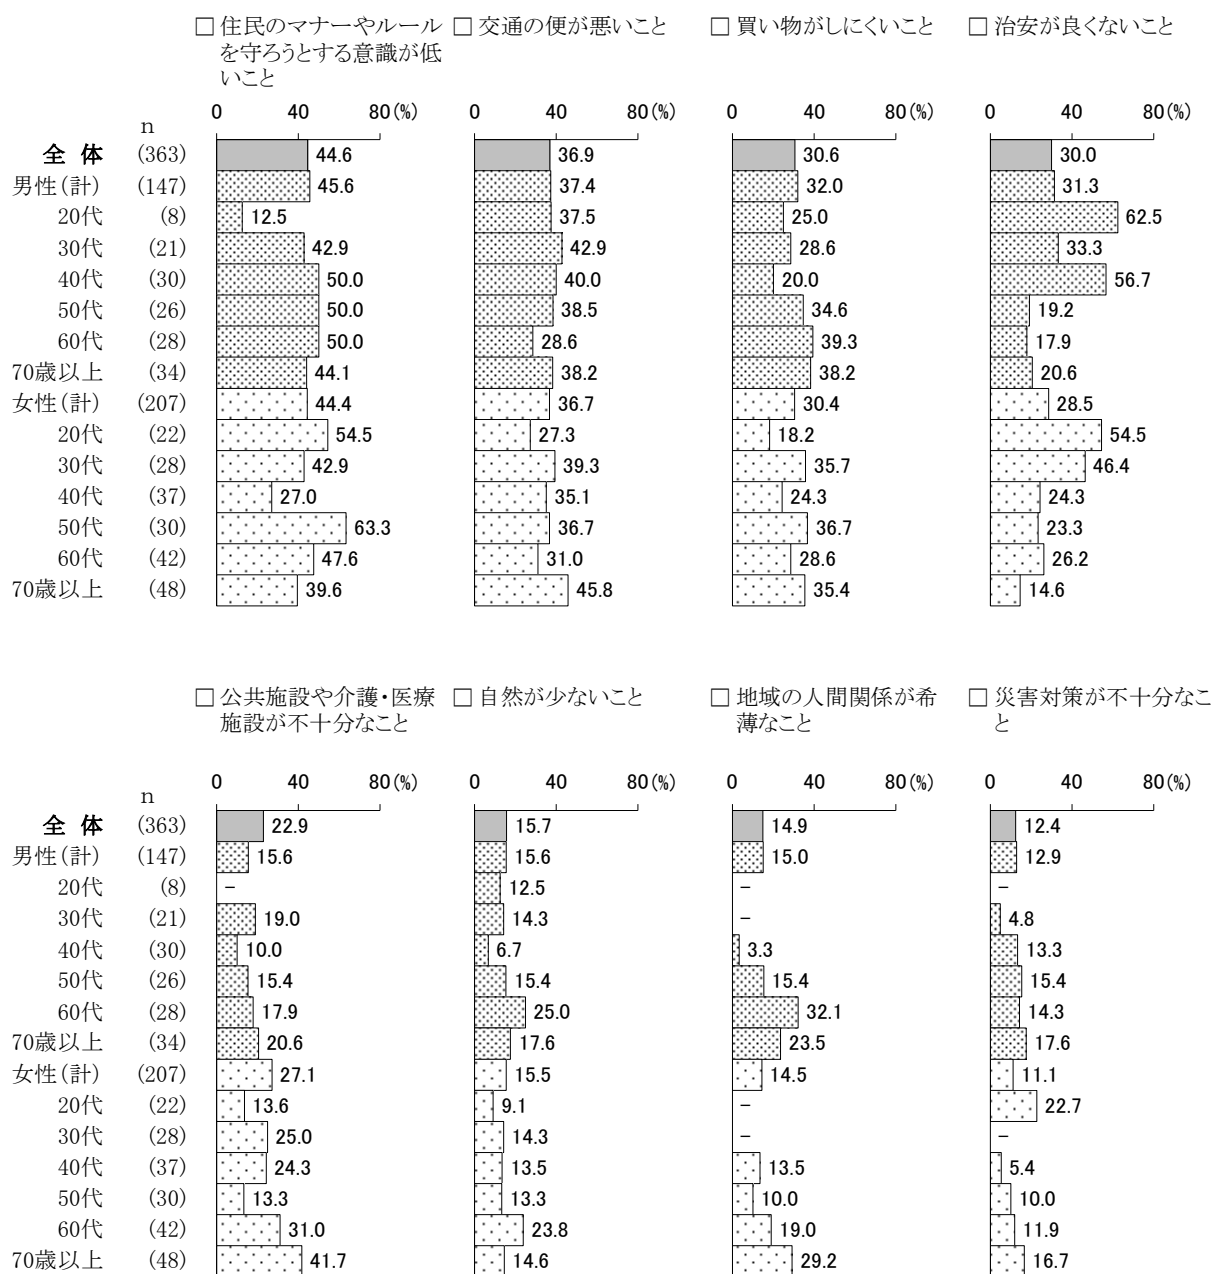 □ 住民のマナーやルール □ 交通の便が悪いこと □ 買い物がしにくいこと □ 治安が良くないこと
を守ろうとする意識が低
いこと
0 40 80(%) 0 40 80(%) 0 40 80(%) 0 40 80(%)
n
全 体 (363) 44.6 36.9 30.6 30.0
男性(計) (147) 45.6 37.4 32.0 31.3
20代 (8) 12.5 37.5 25.0 62.5
30代 (21) 42.9 42.9 28.6 33.3
40代 (30) 50.0 40.0 20.0 56.7
50代 (26) 50.0 38.5 34.6 19.2
60代 (28) 50.0 28.6 39.3 17.9
70歳以上 (34) 44.1 38.2 38.2 20.6
女性(計) (207) 44.4 36.7 30.4 28.5
20代 (22) 54.5 27.3 18.2 54.5
30代 (28) 42.9 39.3 35.7 46.4
40代 (37) 27.0 35.1 24.3 24.3
50代 (30) 63.3 36.7 36.7 23.3
60代 (42) 47.6 31.0 28.6 26.2
70歳以上 (48) 39.6 45.8 35.4 14.6
□ 公共施設や介護・医療 □ 自然が少ないこと □ 地域の人間関係が希 □ 災害対策が不十分なこ
施設が不十分なこと 薄なこと と
0 40 80(%) 0 40 80(%) 0 40 80(%) 0 40 80(%)
n
全 体 (363) 22.9 15.7 14.9 12.4
男性(計) (147) 15.6 15.6 15.0 12.9
20代 (8) － 12.5 － －
30代 (21) 19.0 14.3 － 4.8
40代 (30) 10.0 6.7 3.3 13.3
50代 (26) 15.4 15.4 15.4 15.4
60代 (28) 17.9 25.0 32.1 14.3
70歳以上 (34) 20.6 17.6 23.5 17.6
女性(計) (207) 27.1 15.5 14.5 11.1
20代 (22) 13.6 9.1 － 22.7
30代 (28) 25.0 14.3 － －
40代 (37) 24.3 13.5 13.5 5.4
50代 (30) 13.3 13.3 10.0 10.0
60代 (42) 31.0 23.8 19.0 11.9
70歳以上 (48) 41.7 14.6 29.2 16.7